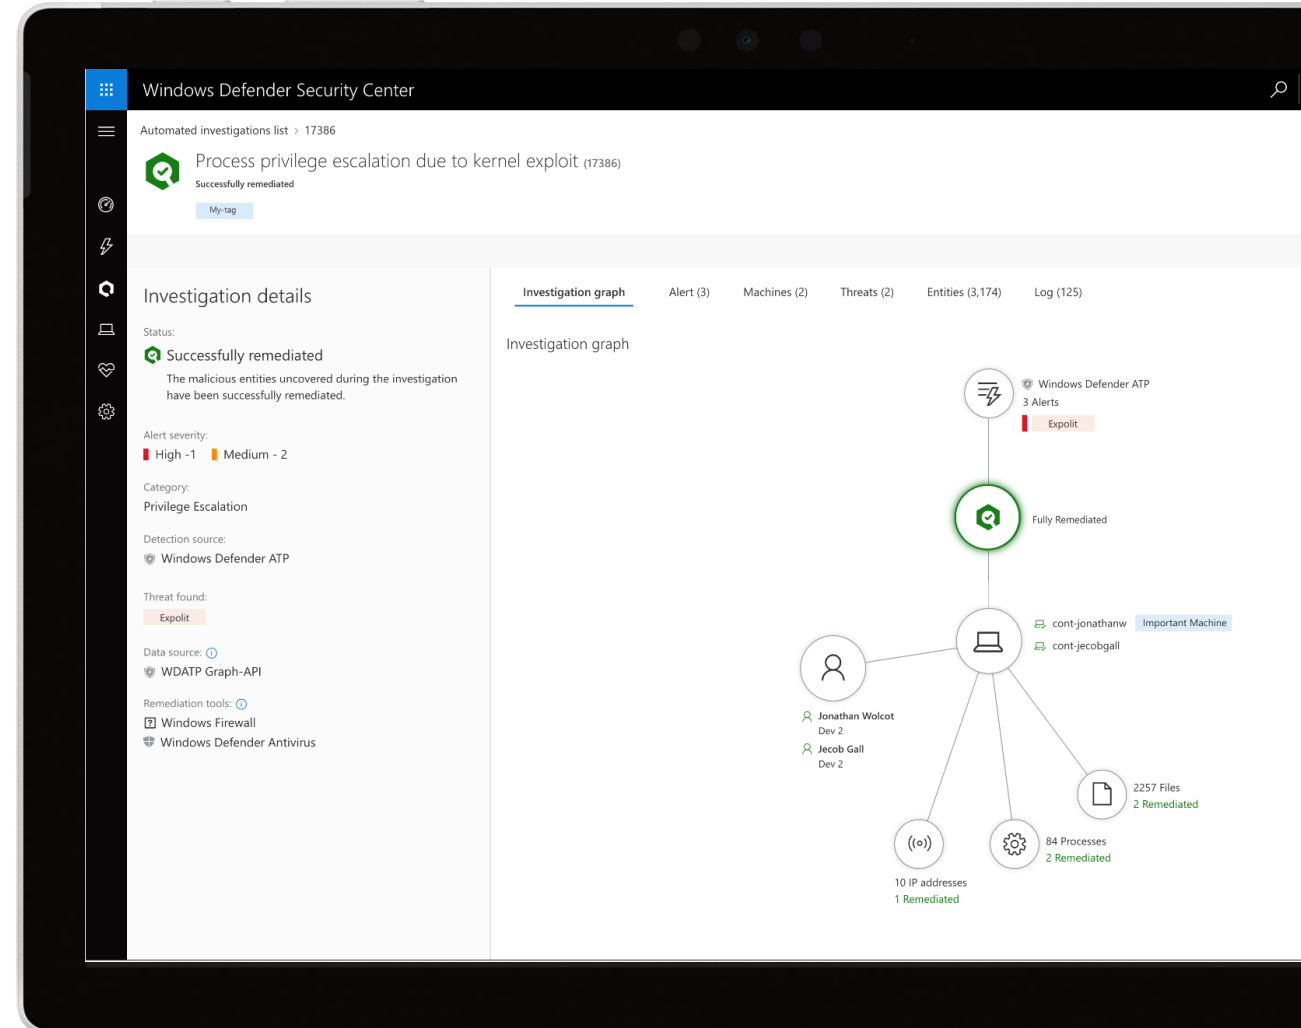 Windows Defender Security Center
Automated investigations list > 17386
Process privilege escalation due to kernel exploit (17386)
Successfully remediated
My-tag
Investigation details
Status:
Successfully remediated
The malicious entities uncovered during the investigation
have been successfully remediated.
Alert severity:
High -1 Medium - 2
Category:
Privilege Escalation
Detection source:
Windows Defender ATP
Threat found:
Expolit
Data source:
WDATP Graph-API
Remediation tools:
Windows Firewall
Windows Defender Antivirus
Investigation graph Alert (3) Machines (2) Threats (2) Entities (3,174) Log (125)
Investigation graph
Windows Defender ATP
3 Alerts
Expolit
Fully Remediated
cont-jonathanw Important Machine
cont-jecobgall
Jonathan Wolcot
Dev 2
Jecob Gall
Dev 2
2257 Files
2 Remediated
84 Processes
2 Remediated
10 IP addresses
1 Remediated